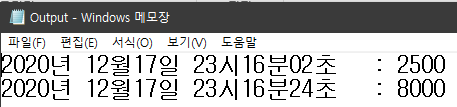 Output - Windows 메모장
파일(F) 편집(E) 서식(O) 보기(V) 도움말
2020년 12월17일 23시16분02초 : 2500
2020년 12월17일 23시16분24초 : 8000